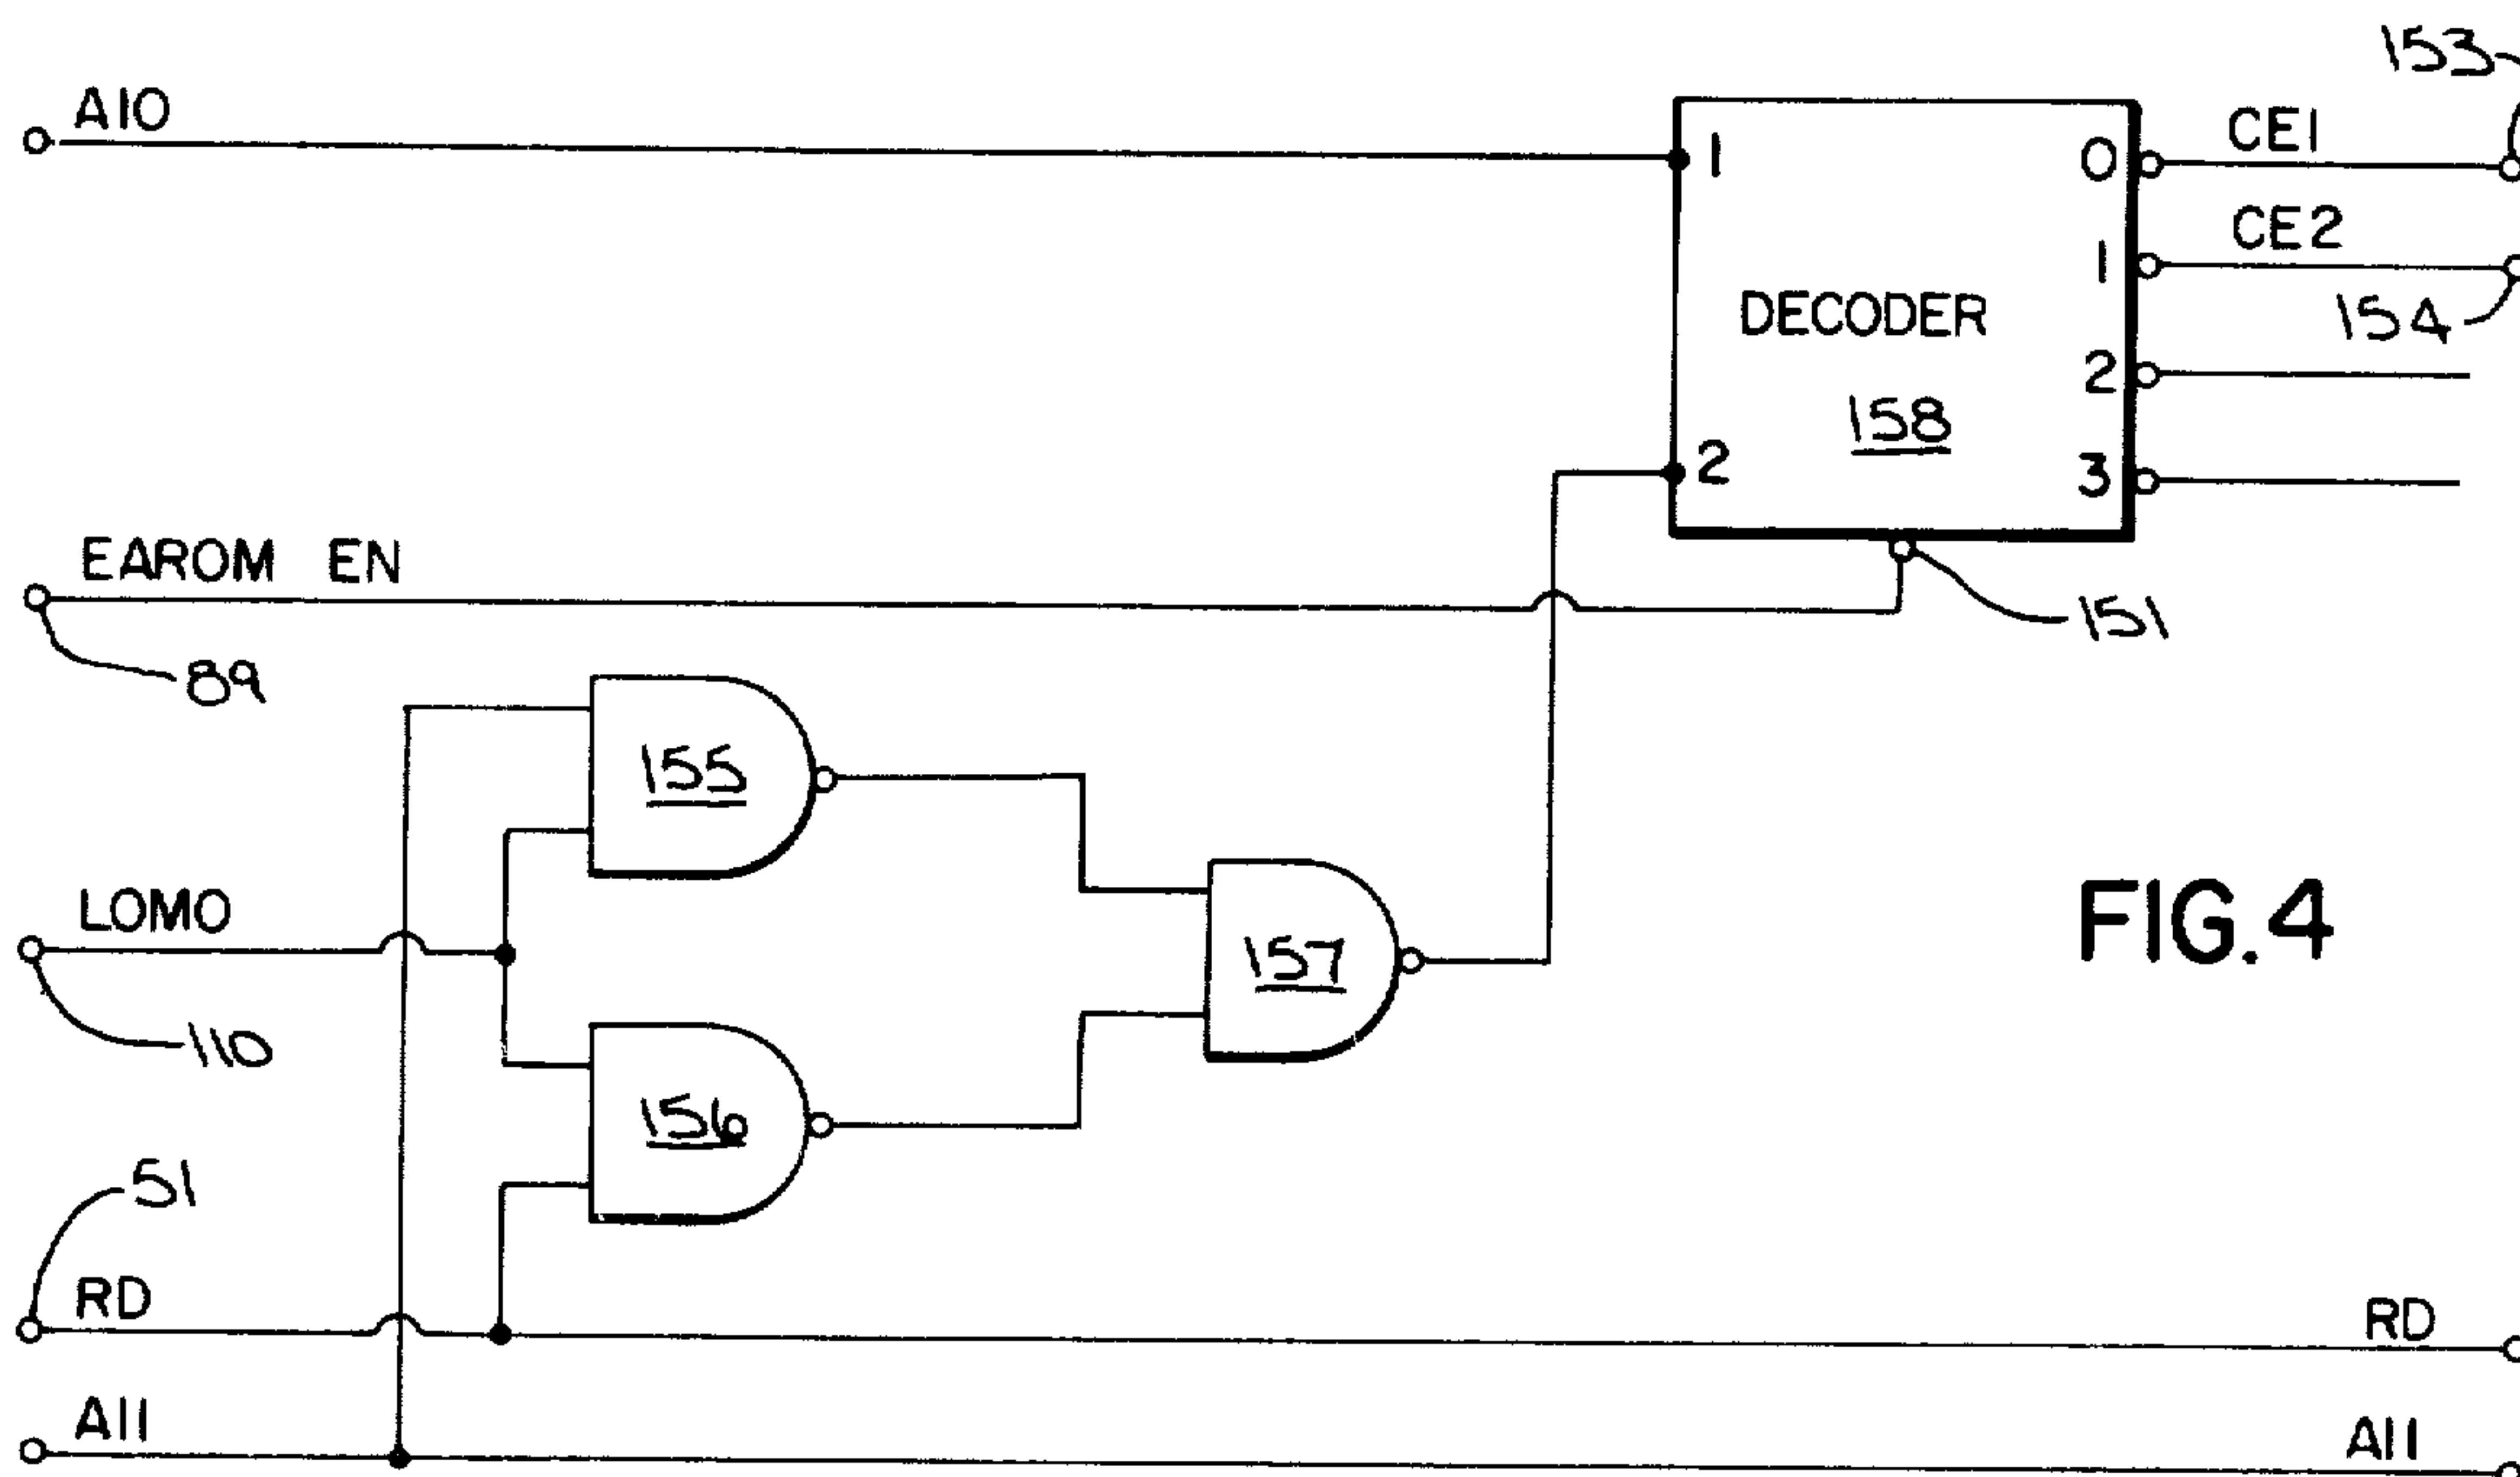 153
A10
1
0
CE1
1
CE2
DECODER
154
2
158
2
3
EAROM EN
151
89
155
LOMO
FIG.4
157
110
156
51
RD
RD
A11
A11